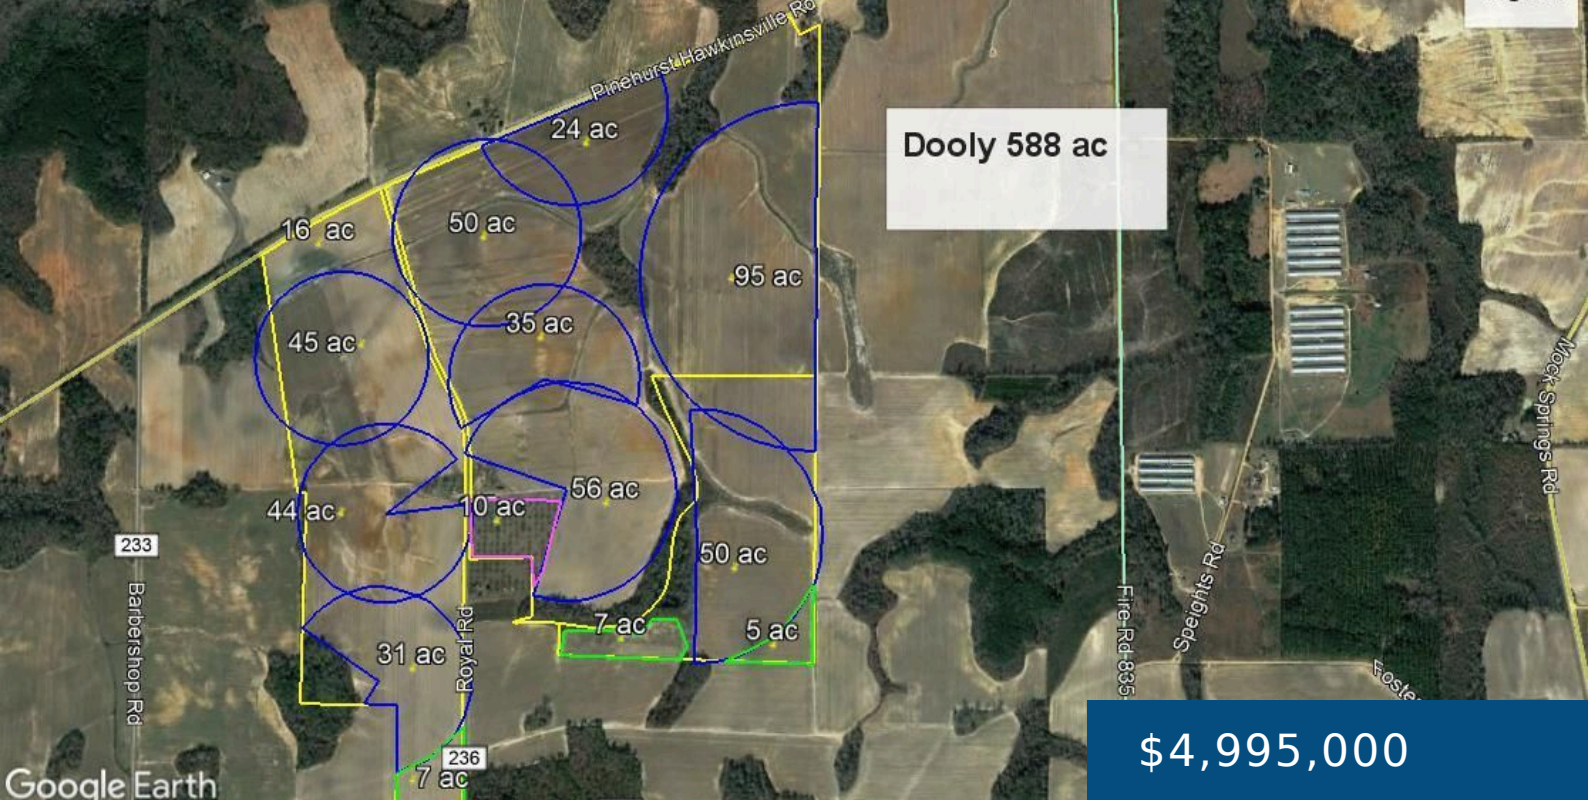 Pinehurst Hawkinsville Rd
24 ac
Dooly 588 ac
16 ac
50 ac
95 ac
35 ac
45 ac
Mock Springs Rd
56 ac
10 ac
44 ac
233
50 ac
Barbershop Rd
Royal Rd
Fire Rd 835
Speights Rd
7 ac
5 ac
31 ac
236
7 ac
$4,995,000
Google Earth